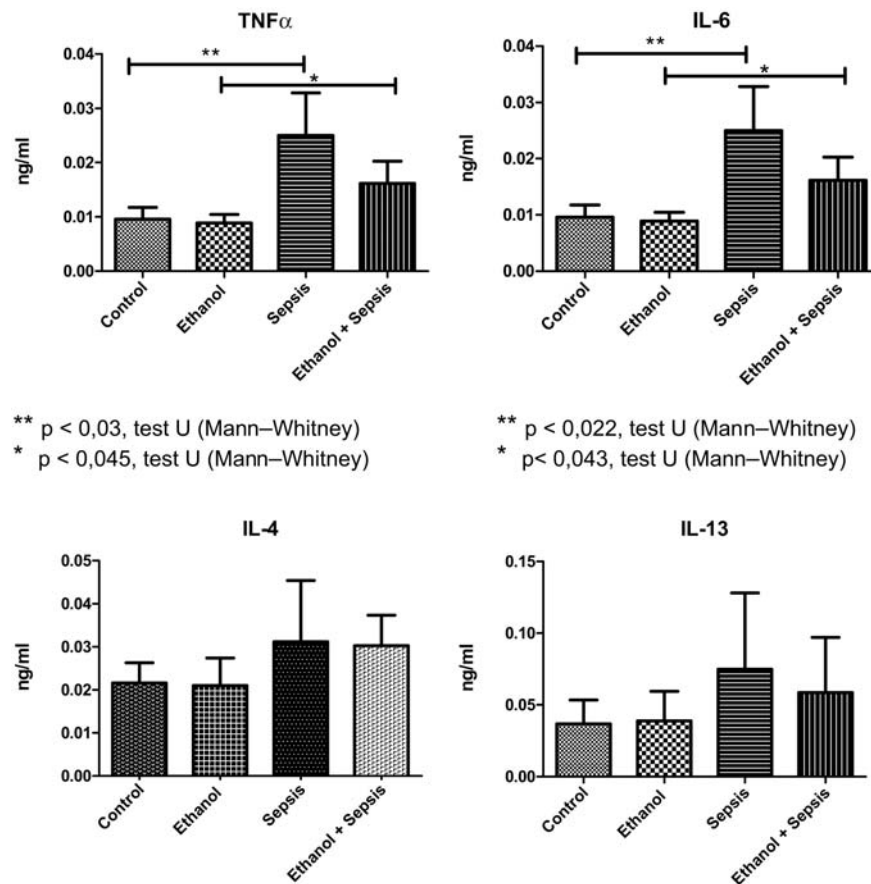 TNFα
0.04
**
*
0.03
0.02
0.01
0.00
ng/ml
Control
Ethanol
Sepsis
Ethanol + Sepsis
IL-6
0.04
**
*
0.03
0.02
0.01
0.00
ng/ml
Control
Ethanol
Sepsis
Ethanol + Sepsis
** p < 0,03, test U (Mann–Whitney)
* p < 0,045, test U (Mann–Whitney)
** p < 0,022, test U (Mann–Whitney)
* p< 0,043, test U (Mann–Whitney)
IL-4
0.05
0.04
0.03
0.02
0.01
0.00
ng/ml
Control
Ethanol
Sepsis
Ethanol + Sepsis
IL-13
0.15
0.10
0.05
0.00
ng/ml
Control
Ethanol
Sepsis
Ethanol + Sepsis